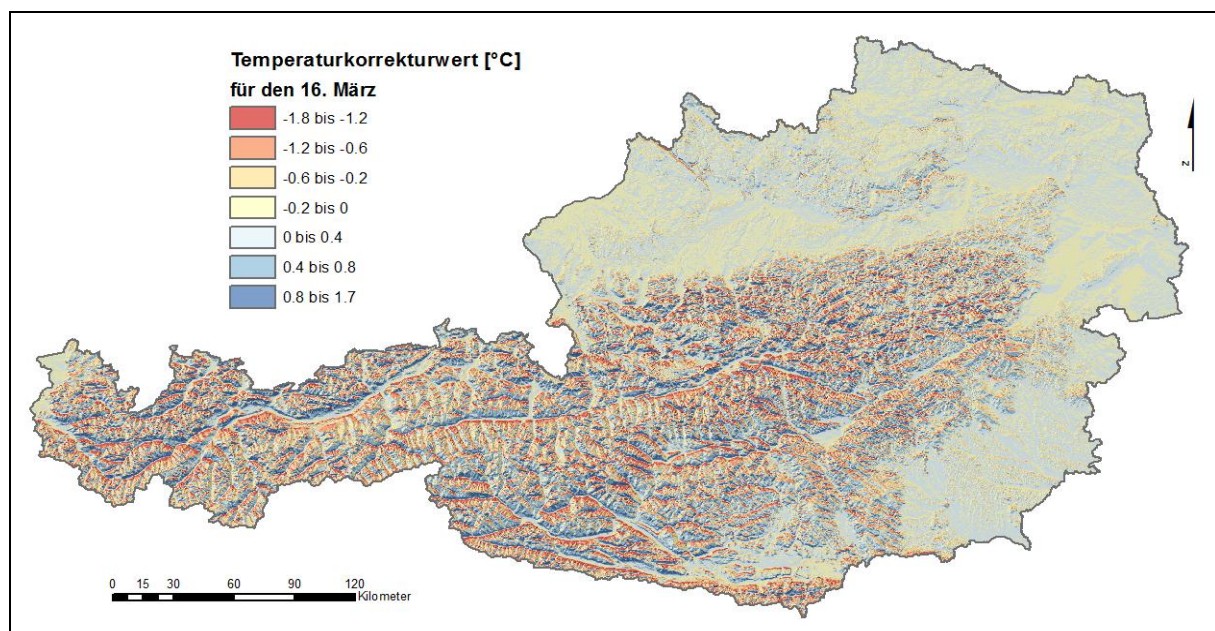 Temperaturkorrekturwert [°C]
für den 16. März
-1.8 bis -1.2
-1.2 bis -0.6
-0.6 bis -0.2
-0.2 bis 0
0 bis 0.4
0.4 bis 0.8
0.8 bis 1.7
N
0 15 30 60 90 120
Kilometer